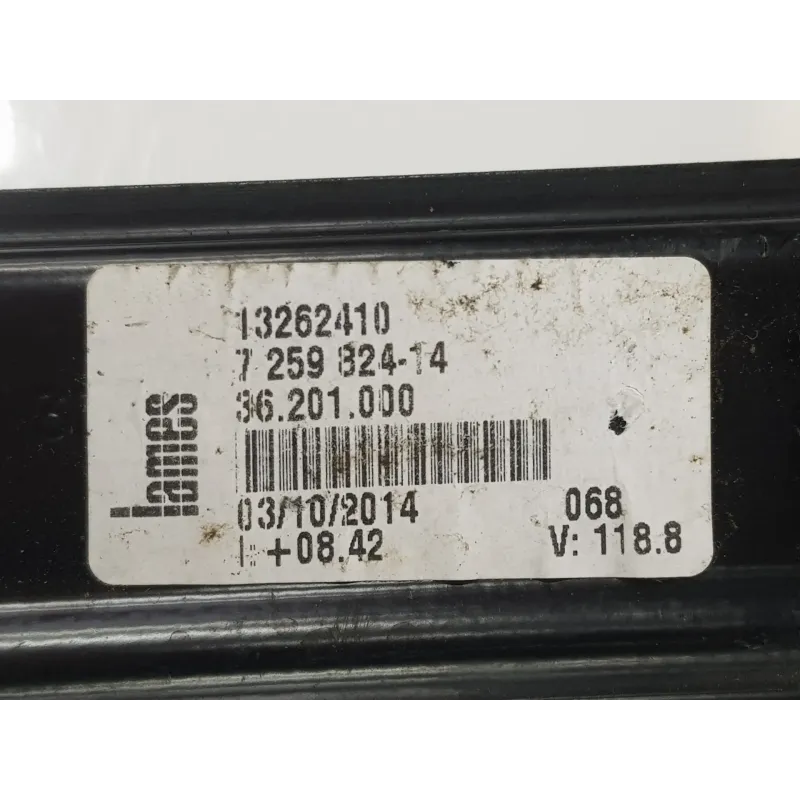 lames
13262410
7 259 824-14
36.201.000
03/10/2014 068
I: +08.42 V: 118.8